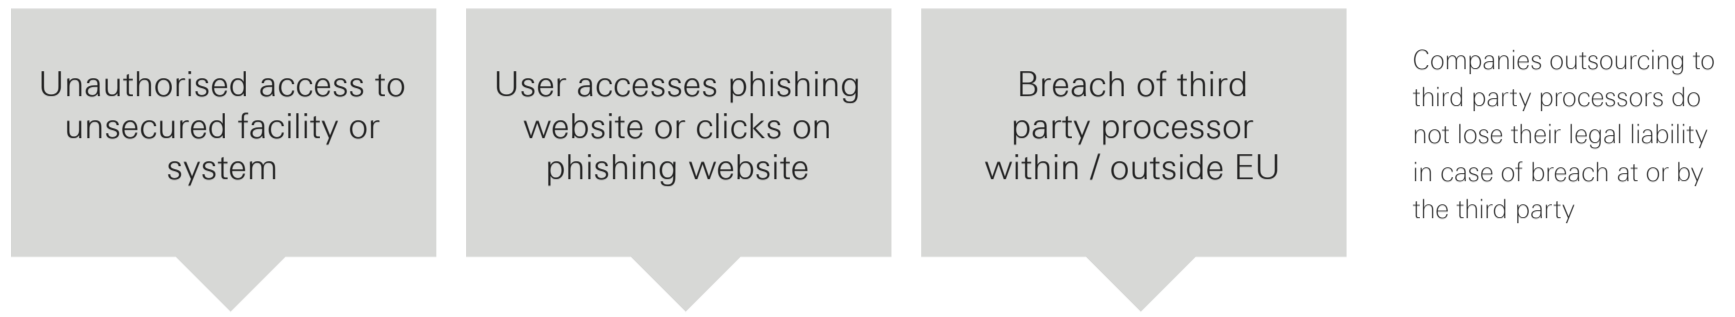 Unauthorised access to
unsecured facility or
system
User accesses phishing
website or clicks on
phishing website
Breach of third
party processor
within / outside EU
Companies outsourcing to
third party processors do
not lose their legal liability
in case of breach at or by
the third party